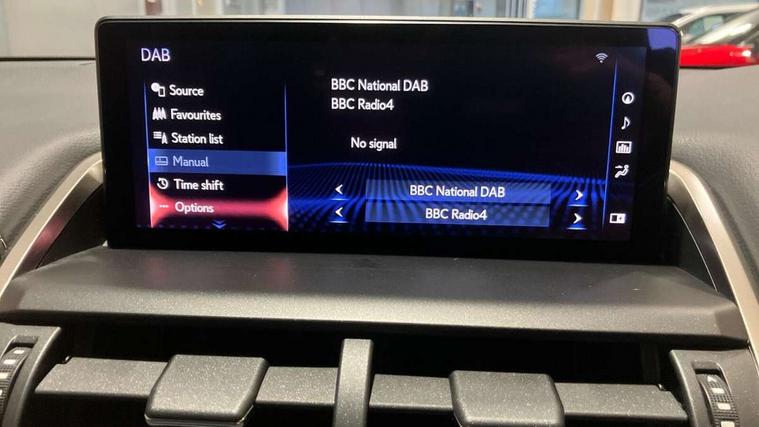 DAB
Source
Favourites
Station list
Manual
Time shift
Options
BBC National DAB
BBC Radio4
No signal
BBC National DAB
BBC Radio4